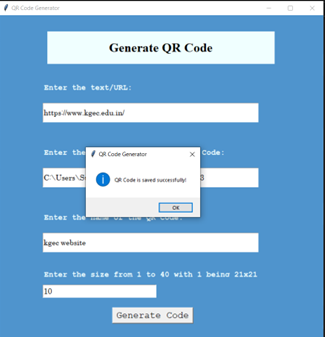 QR Code Generator
Generate QR Code
Enter the text/URL:
https://www.kgec.edu.in/
Enter the Code:
QR Code Generator
QR Code is saved successfully!
OK
C:\Users\S
Enter the name of the QR Code:
kgec website
Enter the size from 1 to 40 with 1 being 21x21
10
Generate Code